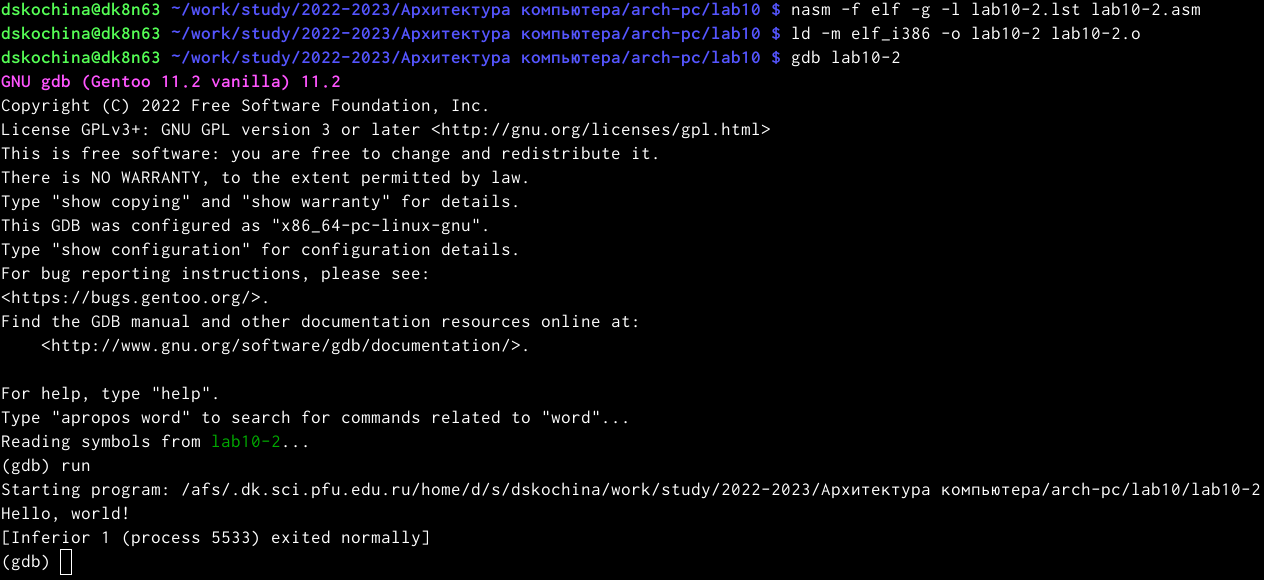 dskochina@dk8n63 ~/work/study/2022-2023/Архитектура компьютера/arch-pc/lab10 $ nasm -f elf -g -l lab10-2.lst lab10-2.asm
dskochina@dk8n63 ~/work/study/2022-2023/Архитектура компьютера/arch-pc/lab10 $ ld -m elf_i386 -o lab10-2 lab10-2.o
dskochina@dk8n63 ~/work/study/2022-2023/Архитектура компьютера/arch-pc/lab10 $ gdb lab10-2
GNU gdb (Gentoo 11.2 vanilla) 11.2
Copyright (C) 2022 Free Software Foundation, Inc.
License GPLv3+: GNU GPL version 3 or later <http://gnu.org/licenses/gpl.html>
This is free software: you are free to change and redistribute it.
There is NO WARRANTY, to the extent permitted by law.
Type "show copying" and "show warranty" for details.
This GDB was configured as "x86_64-pc-linux-gnu".
Type "show configuration" for configuration details.
For bug reporting instructions, please see:
<https://bugs.gentoo.org/>.
Find the GDB manual and other documentation resources online at:
    <http://www.gnu.org/software/gdb/documentation/>.

For help, type "help".
Type "apropos word" to search for commands related to "word"...
Reading symbols from lab10-2...
(gdb) run
Starting program: /afs/.dk.sci.pfu.edu.ru/home/d/s/dskochina/work/study/2022-2023/Архитектура компьютера/arch-pc/lab10/lab10-2
Hello, world!
[Inferior 1 (process 5533) exited normally]
(gdb)